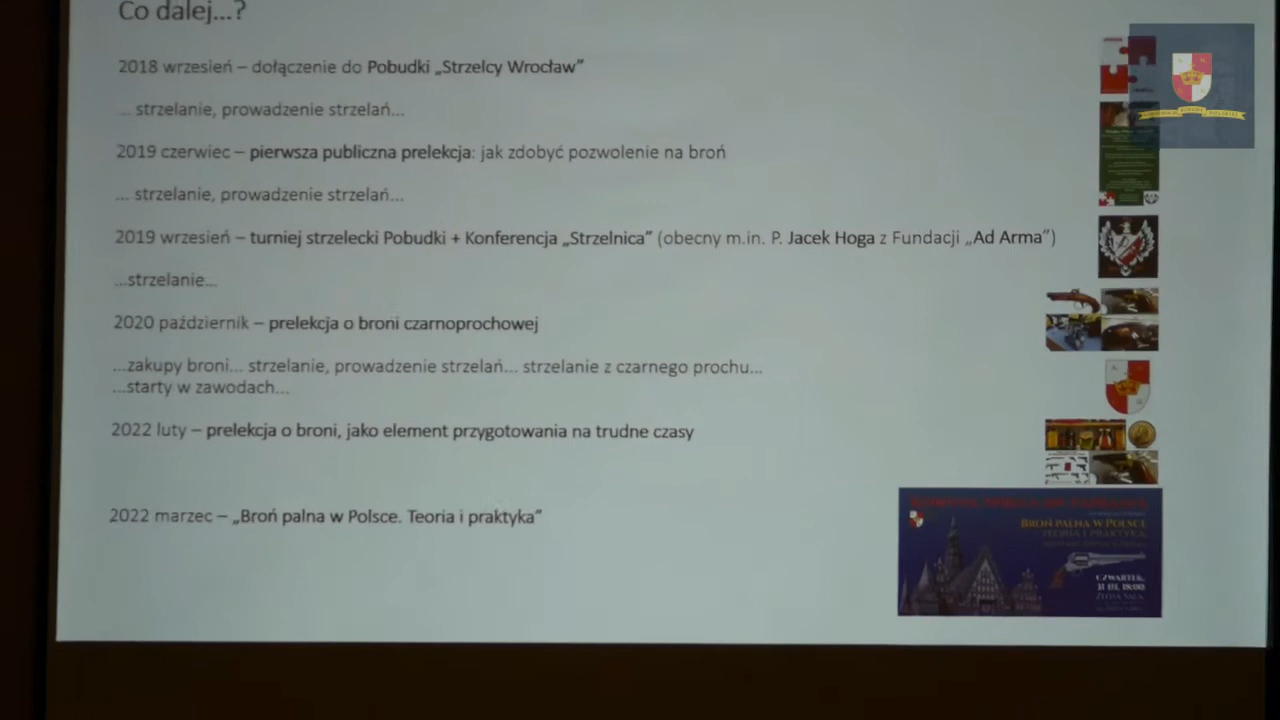 Co dalej...?
2018 wrzesień – dołączenie do Pobudki „Strzelcy Wrocław”
... strzelanie, prowadzenie strzelań...
2019 czerwiec – pierwsza publiczna prelekcja: jak zdobyć pozwolenie na broń
... strzelanie, prowadzenie strzelań...
2019 wrzesień – turniej strzelecki Pobudki + Konferencja „Strzelnica” (obecny m.in. P. Jacek Hoga z Fundacji „Ad Arma”)
...strzelanie...
2020 październik – prelekcja o broni czarnoprochowej
...zakupy broni... strzelanie, prowadzenie strzelań... strzelanie z czarnego prochu...
...starty w zawodach...
2022 luty – prelekcja o broni, jako element przygotowania na trudne czasy
2022 marzec – „Broń palna w Polsce. Teoria i praktyka”
Broń palna w Polsce
Teoria i praktyka
czwartek,
31 III, 18:00